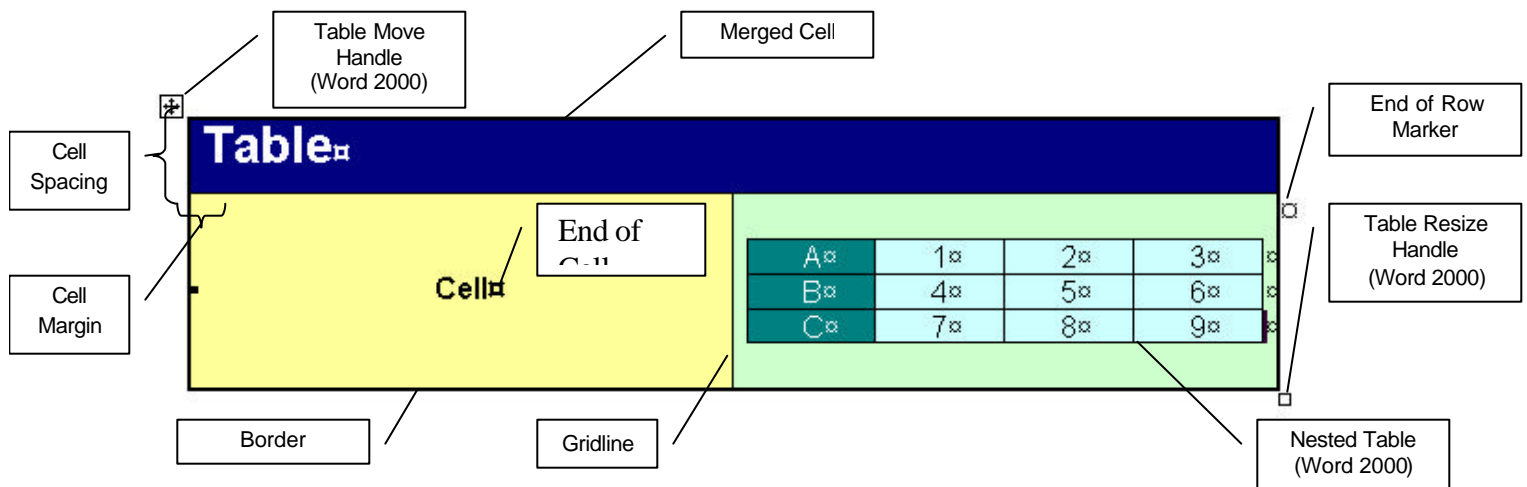 Table Move
Handle
(Word 2000)
Merged Cell
End of Row
Marker
Cell
Spacing
Table¤
End of
Cell
Table Resize
Handle
(Word 2000)
Cell
Margin
Cell¤
A¤ 1¤ 2¤ 3¤ ¤
B¤ 4¤ 5¤ 6¤ ¤
C¤ 7¤ 8¤ 9¤ ¤
¤
Border
Gridline
Nested Table
(Word 2000)